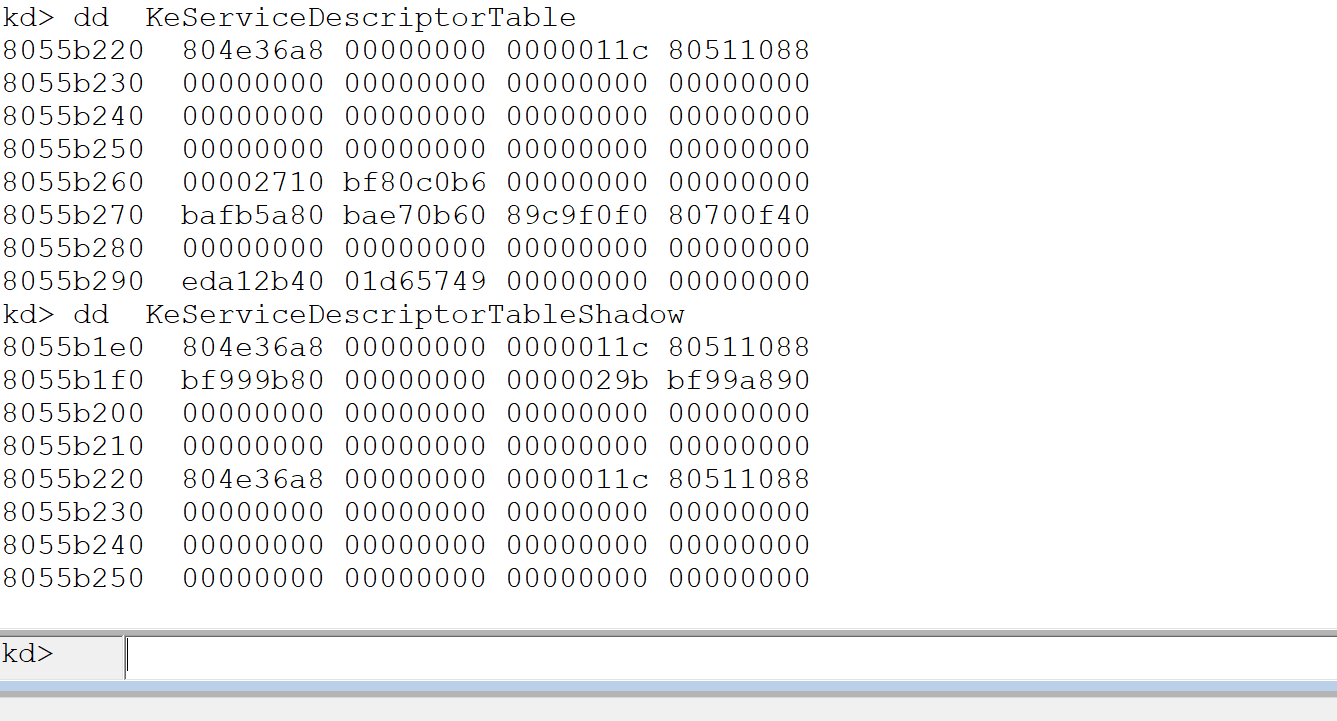 kd> dd  KeServiceDescriptorTable
8055b220  804e36a8 00000000 0000011c 80511088
8055b230  00000000 00000000 00000000 00000000
8055b240  00000000 00000000 00000000 00000000
8055b250  00000000 00000000 00000000 00000000
8055b260  00002710 bf80c0b6 00000000 00000000
8055b270  bafb5a80 bae70b60 89c9f0f0 80700f40
8055b280  00000000 00000000 00000000 00000000
8055b290  eda12b40 01d65749 00000000 00000000
kd> dd  KeServiceDescriptorTableShadow
8055b1e0  804e36a8 00000000 0000011c 80511088
8055b1f0  bf999b80 00000000 0000029b bf99a890
8055b200  00000000 00000000 00000000 00000000
8055b210  00000000 00000000 00000000 00000000
8055b220  804e36a8 00000000 0000011c 80511088
8055b230  00000000 00000000 00000000 00000000
8055b240  00000000 00000000 00000000 00000000
8055b250  00000000 00000000 00000000 00000000
kd>